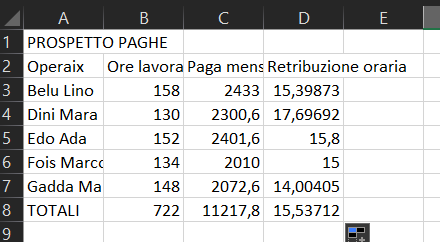 A B C D E
1 PROSPETTO PAGHE
2 Operaix Ore lavora Paga mens Retribuzione oraria
3 Belu Lino 158 2433 15,39873
4 Dini Mara 130 2300,6 17,69692
5 Edo Ada 152 2401,6 15,8
6 Fois Marco 134 2010 15
7 Gadda Ma 148 2072,6 14,00405
8 TOTALI 722 11217,8 15,53712
9